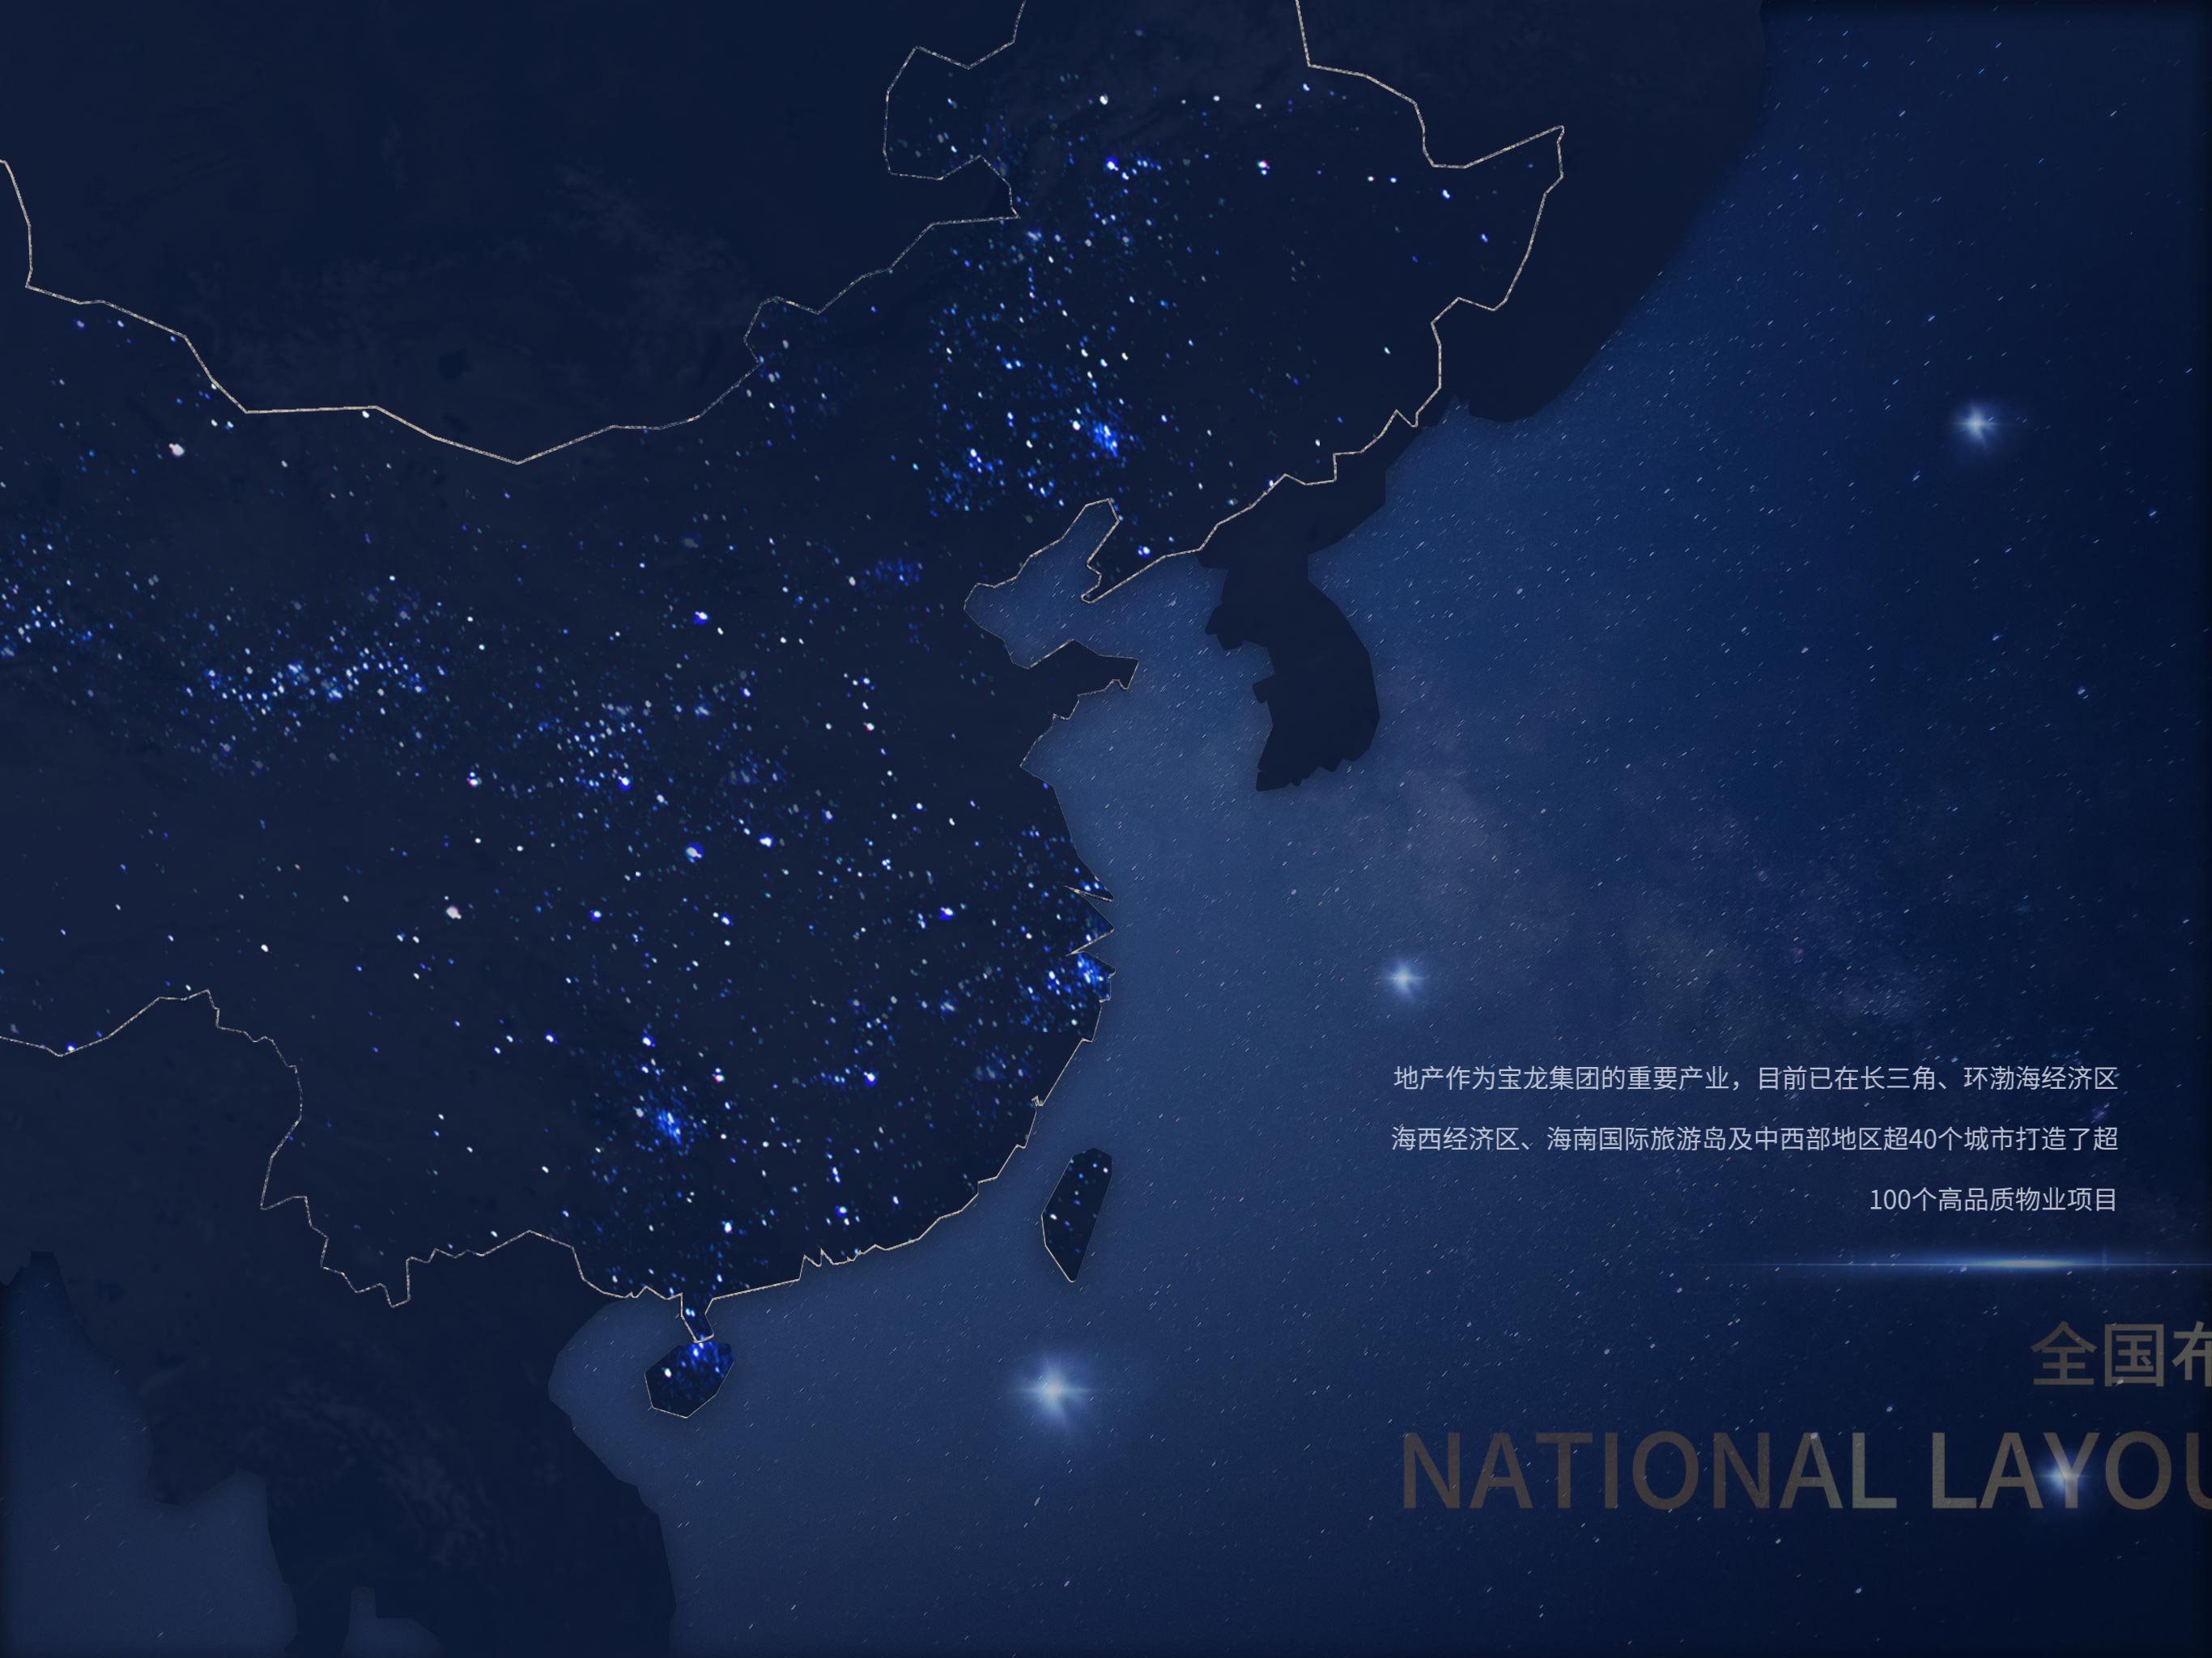 地产作为宝龙集团的重要产业，目前已在长三角、环渤海经济区
海西经济区、海南国际旅游岛及中西部地区超40个城市打造了超
100个高品质物业项目
全国布
NATIONAL LAYOU